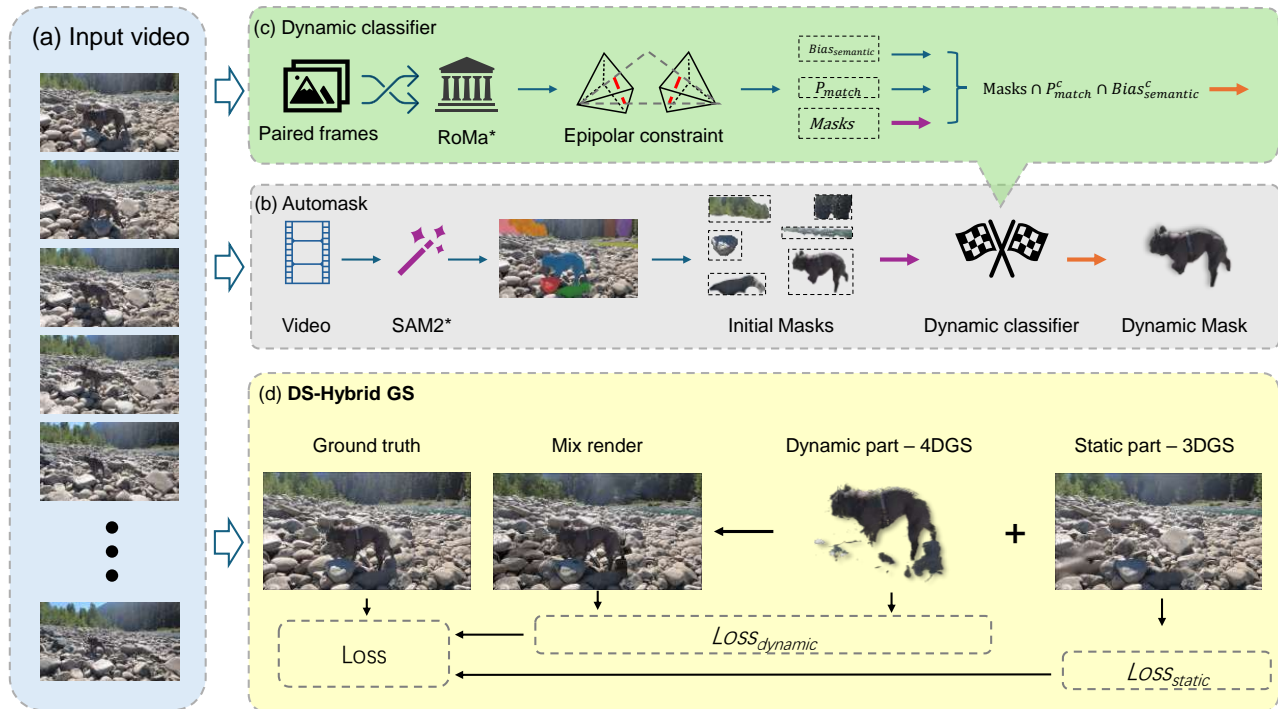 (a) Input video
(c) Dynamic classifier
Paired frames
RoMa*
Epipolar constraint
Bias_semantic
P_match
Masks
Masks ∩ P^c_match ∩ Bias^c_semantic
(b) Automask
Video
SAM2*
Initial Masks
Dynamic classifier
Dynamic Mask
(d) DS-Hybrid GS
Ground truth
Mix render
Dynamic part – 4DGS
Static part – 3DGS
+
Loss
Loss_dynamic
Loss_static